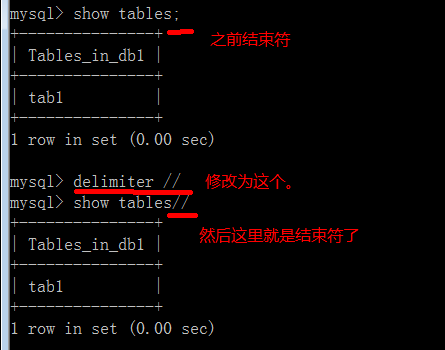 mysql> show tables;
之前结束符
+---------------+
| Tables_in_db1 |
+---------------+
| tab1          |
+---------------+
1 row in set (0.00 sec)
mysql> delimiter // 修改为这个。
mysql> show tables//
+---------------+
然后这里就是结束符了
| Tables_in_db1 |
+---------------+
| tab1          |
+---------------+
1 row in set (0.00 sec)